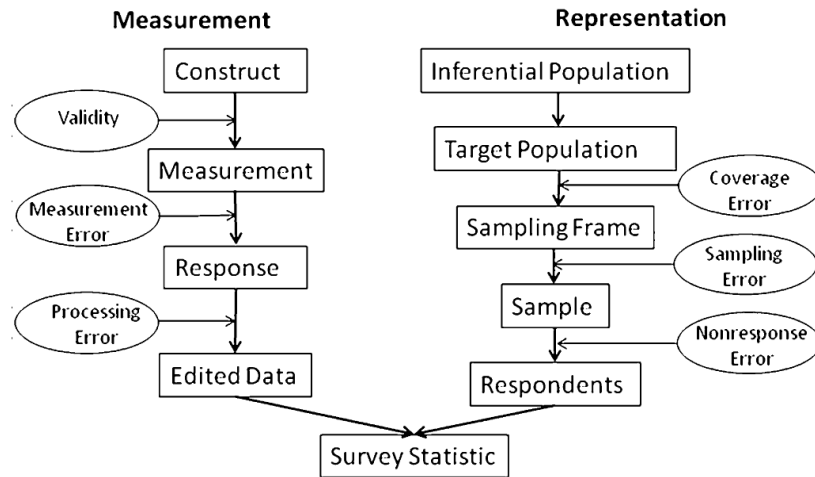 Measurement
Construct
Validity
Measurement
Measurement
Error
Response
Processing
Error
Edited Data
Representation
Inferential Population
Target Population
Coverage
Error
Sampling Frame
Sampling
Error
Sample
Nonresponse
Error
Respondents
Survey Statistic